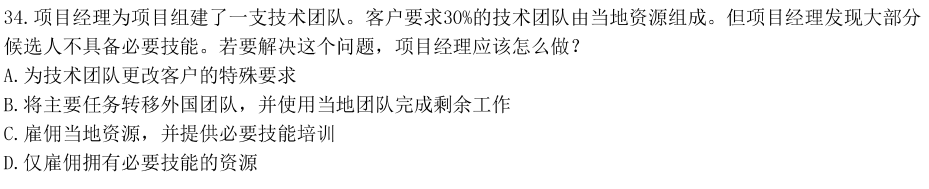 34.项目经理为项目组建了一支技术团队。客户要求30%的技术团队由当地资源组成。但项目经理发现大部分
候选人不具备必要技能。若要解决这个问题，项目经理应该怎么做？
A.为技术团队更改客户的特殊要求
B.将主要任务转移外国团队，并使用当地团队完成剩余工作
C.雇佣当地资源，并提供必要技能培训
D.仅雇佣拥有必要技能的资源